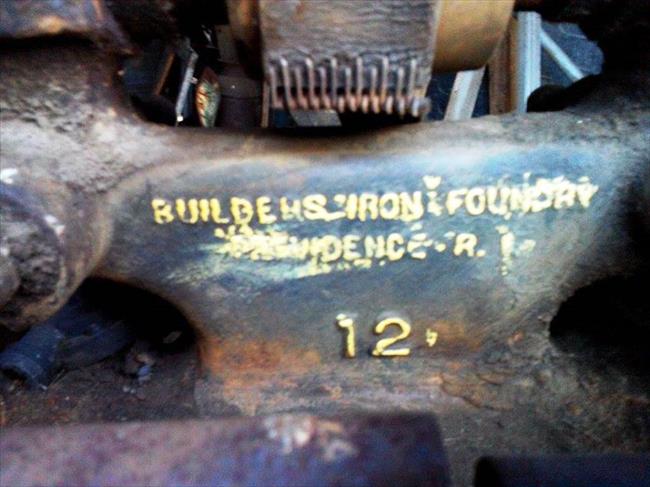 BUILDERS IRON FOUNDRY
PROVIDENCE R. I.
12